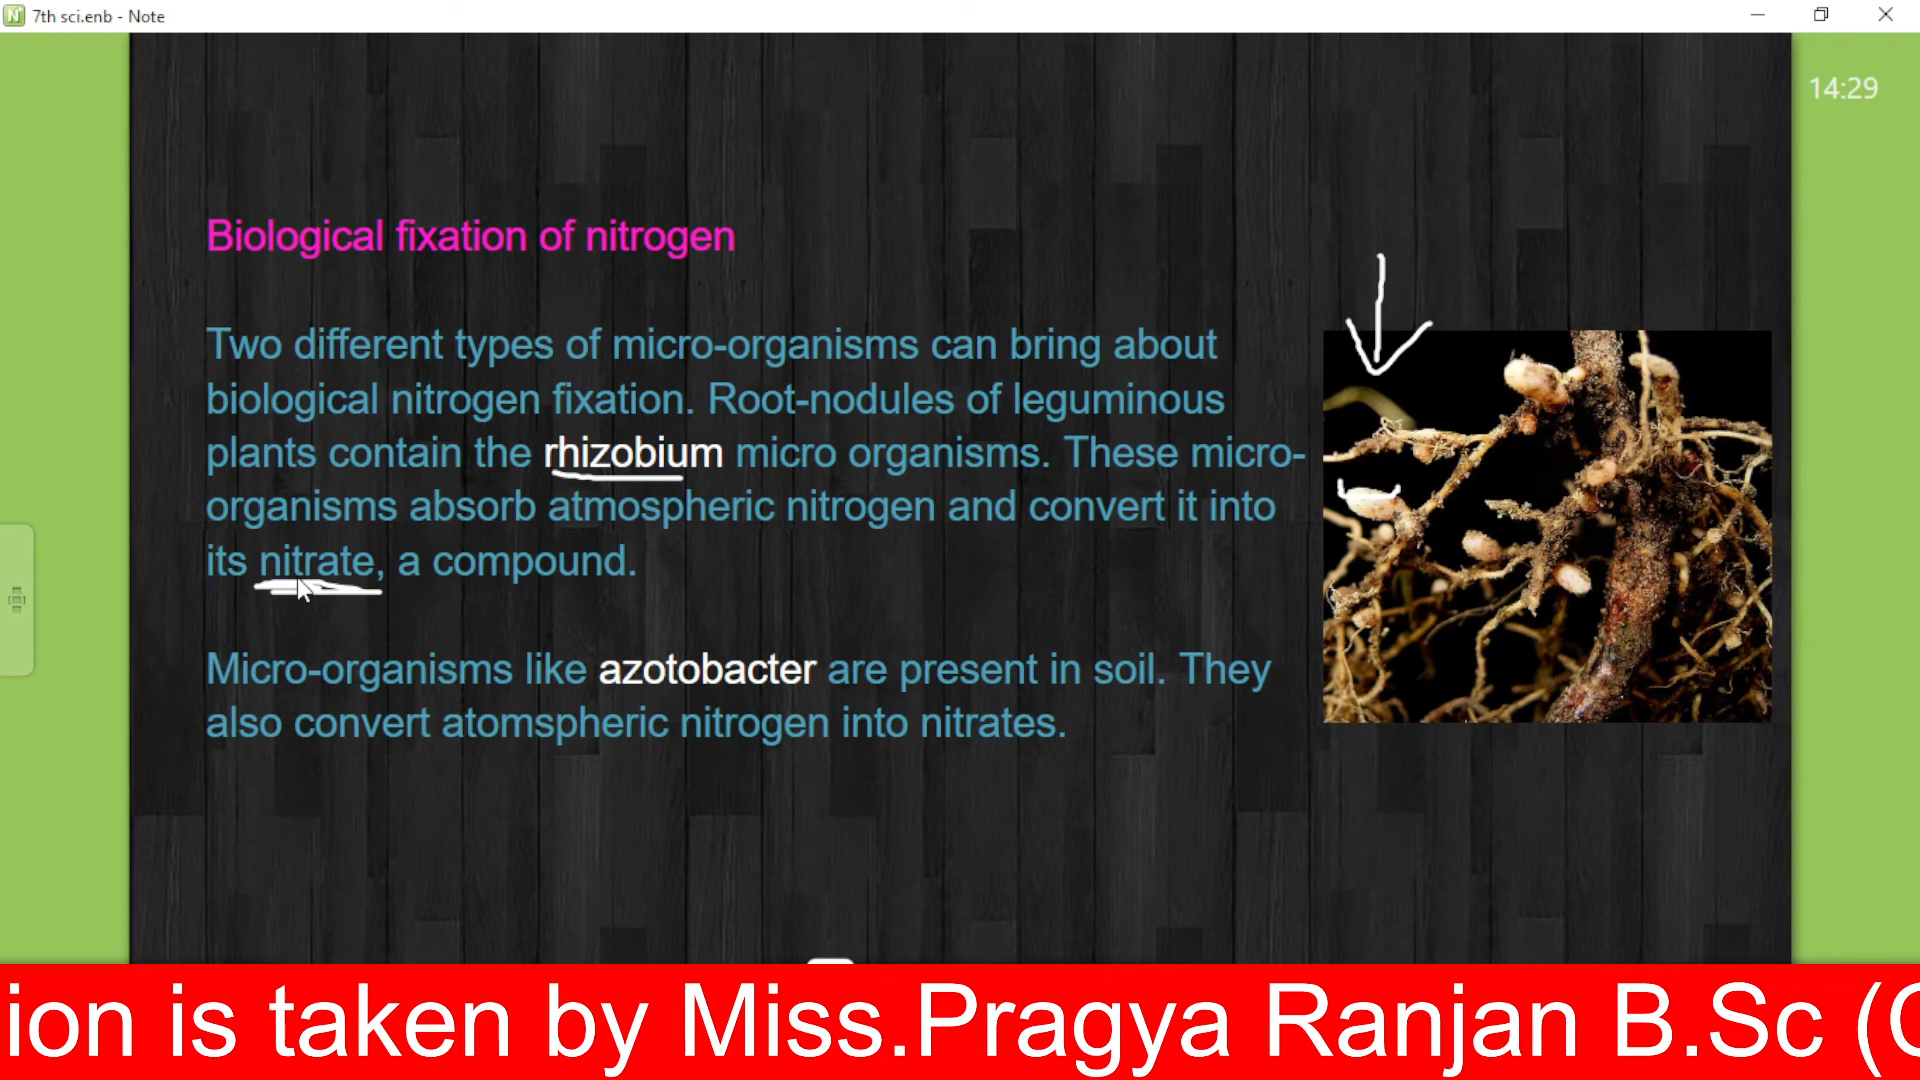 7th sci.enb - Note
14:29
Biological fixation of nitrogen
Two different types of micro-organisms can bring about
biological nitrogen fixation. Root-nodules of leguminous
plants contain the rhizobium micro organisms. These micro-
organisms absorb atmospheric nitrogen and convert it into
its nitrate, a compound.
Micro-organisms like azotobacter are present in soil. They
also convert atomspheric nitrogen into nitrates.
ion is taken by Miss.Pragya Ranjan B.Sc (